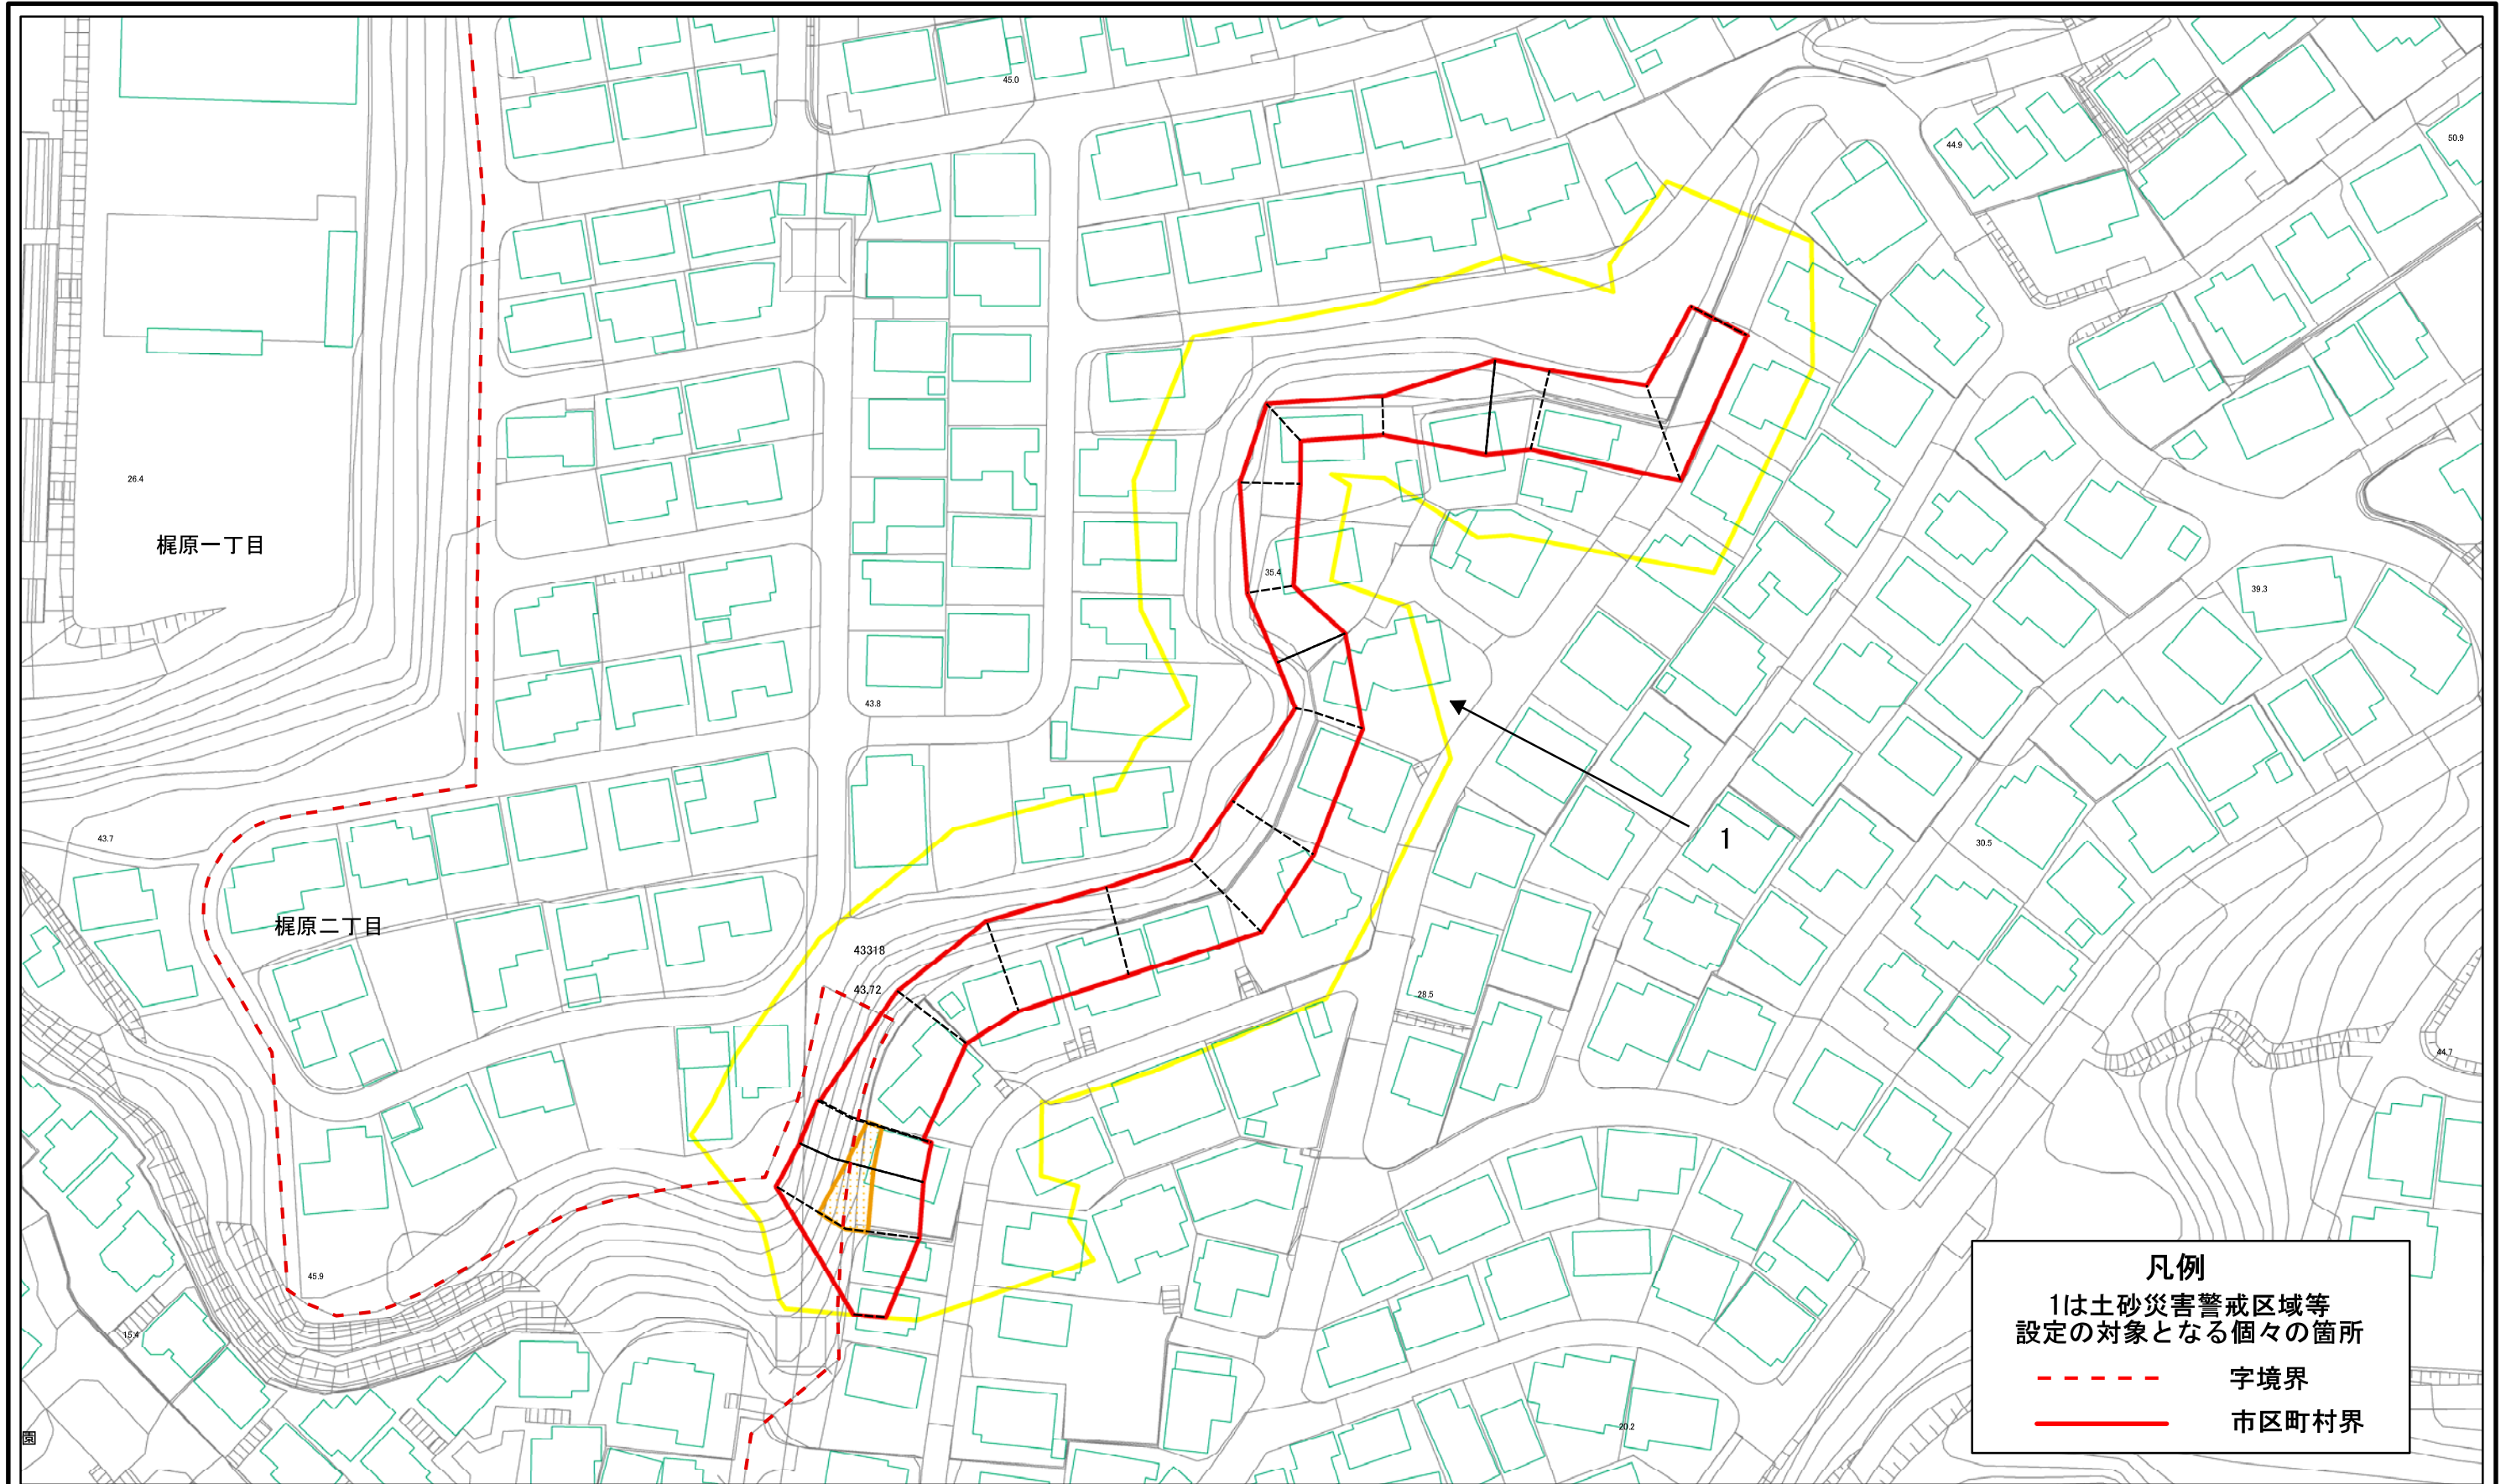 45.0
50.9
44.9
26.4
梶原一丁目
35.4
39.3
43.8
43.7
1
30.5
梶原二丁目
43318
43.72
28.5
44.7
45.9
15.4
20.2
園
凡例
1は土砂災害警戒区域等
設定の対象となる個々の箇所
字境界
市区町村界